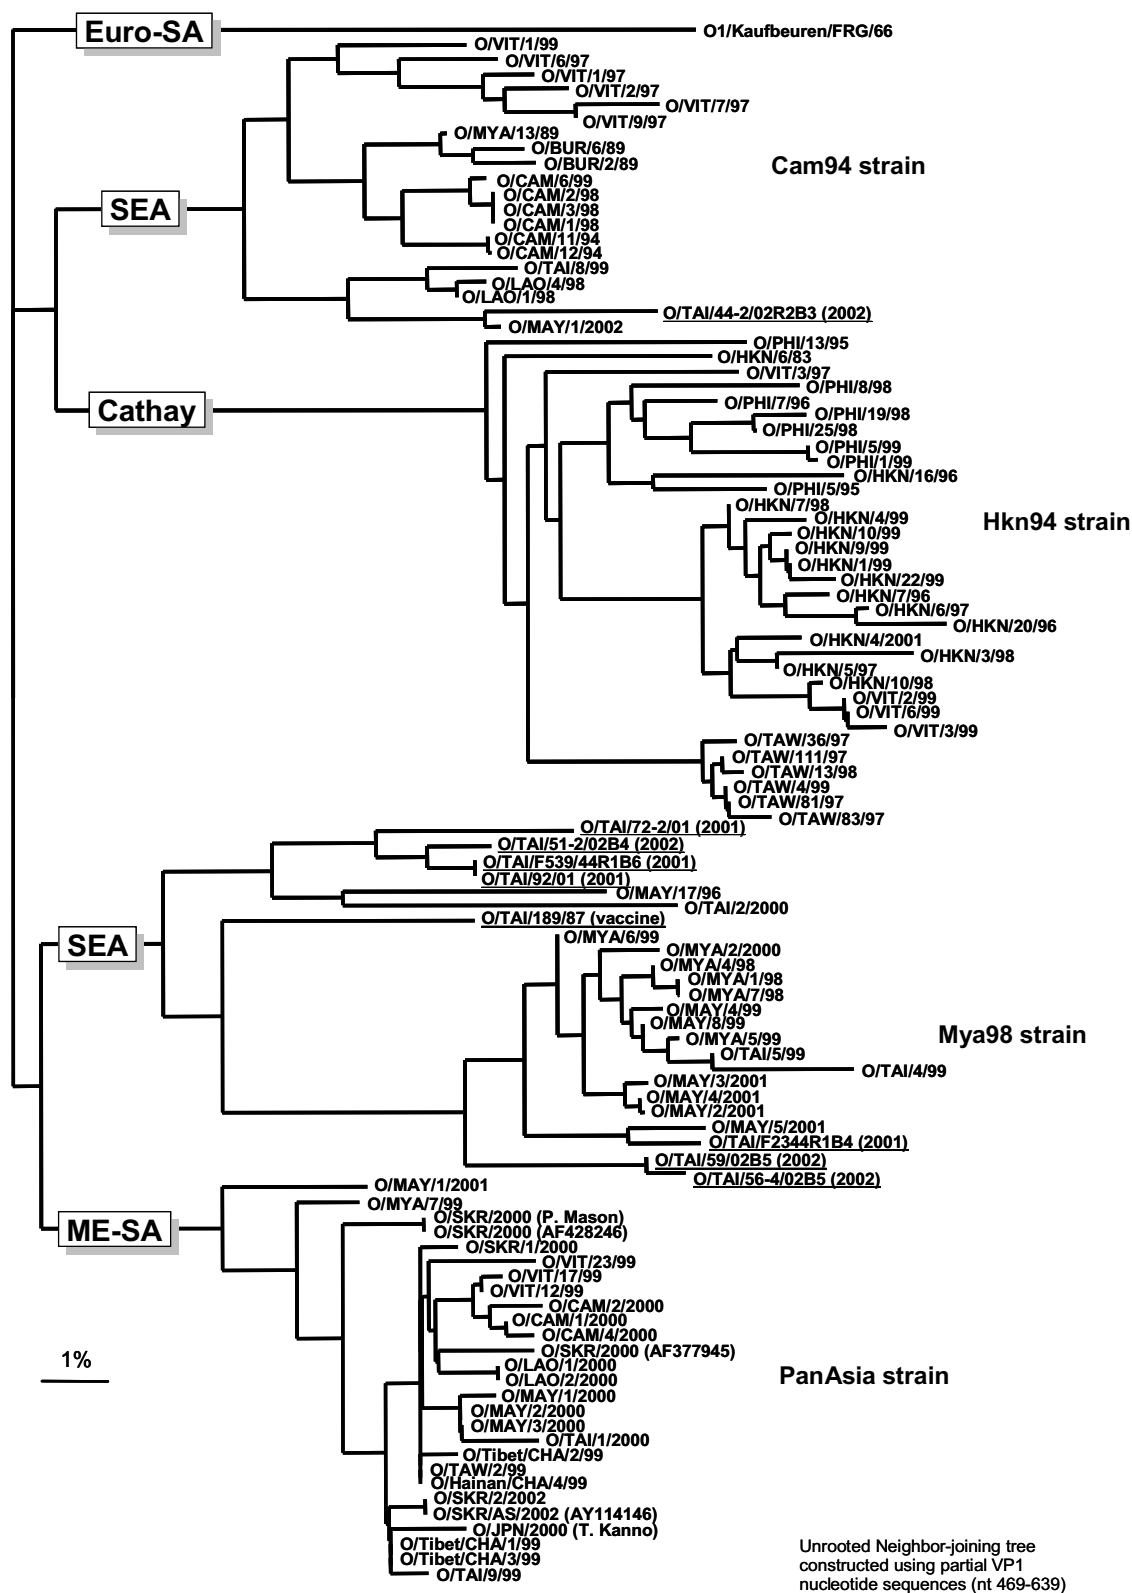 Euro-SA
O1/Kaufbeuren/FRG/66
O/VIT/1/99
O/VIT/6/97
O/VIT/1/97
O/VIT/2/97
O/VIT/7/97
O/VIT/9/97
O/MYA/13/89
O/BUR/6/89
O/BUR/2/89
Cam94 strain
O/CAM/6/99
O/CAM/2/98
SEA
O/CAM/3/98
O/CAM/1/98
O/CAM/11/94
O/CAM/12/94
O/TAI/8/99
O/LAO/4/98
O/LAO/1/98
O/TAI/44-2/02R2B3 (2002)
O/MAY/1/2002
O/PHI/13/95
O/HKN/6/83
O/VIT/3/97
O/PHI/8/98
O/PHI/7/96
Cathay
O/PHI/19/98
O/PHI/25/98
O/PHI/5/99
O/PHI/1/99
O/HKN/16/96
O/PHI/5/95
O/HKN/7/98
O/HKN/4/99
Hkn94 strain
O/HKN/10/99
O/HKN/9/99
O/HKN/1/99
O/HKN/22/99
O/HKN/7/96
O/HKN/6/97
O/HKN/20/96
O/HKN/4/2001
O/HKN/3/98
O/HKN/5/97
O/HKN/10/98
O/VIT/2/99
O/VIT/6/99
O/VIT/3/99
O/TAW/36/97
O/TAW/111/97
O/TAW/13/98
O/TAW/4/99
O/TAW/81/97
O/TAW/83/97
O/TAI/72-2/01 (2001)
O/TAI/51-2/02B4 (2002)
O/TAI/F539/44R1B6 (2001)
O/TAI/92/01 (2001)
O/MAY/17/96
O/TAI/2/2000
O/TAI/189/87 (vaccine)
O/MYA/6/99
SEA
O/MYA/2/2000
O/MYA/4/98
O/MYA/1/98
O/MYA/7/98
O/MAY/4/99
O/MAY/8/99
O/MYA/5/99
Mya98 strain
O/TAI/5/99
O/TAI/4/99
O/MAY/3/2001
O/MAY/4/2001
O/MAY/2/2001
O/MAY/5/2001
O/TAI/F2344R1B4 (2001)
O/TAI/59/02B5 (2002)
O/TAI/56-4/02B5 (2002)
O/MAY/1/2001
O/MYA/7/99
O/SKR/2000 (P. Mason)
ME-SA
O/SKR/2000 (AF428246)
O/SKR/1/2000
O/VIT/23/99
O/VIT/17/99
O/VIT/12/99
O/CAM/2/2000
O/CAM/1/2000
O/CAM/4/2000
O/SKR/2000 (AF377945)
1%
O/LAO/1/2000
O/LAO/2/2000
PanAsia strain
O/MAY/1/2000
O/MAY/2/2000
O/MAY/3/2000
O/TAI/1/2000
O/Tibet/CHA/2/99
O/TAW/2/99
O/Hainan/CHA/4/99
O/SKR/2/2002
O/SKR/AS/2002 (AY114146)
O/JPN/2000 (T. Kanno)
O/Tibet/CHA/1/99
O/Tibet/CHA/3/99
O/TAI/9/99
Unrooted Neighbor-joining tree
constructed using partial VP1
nucleotide sequences (nt 469-639)